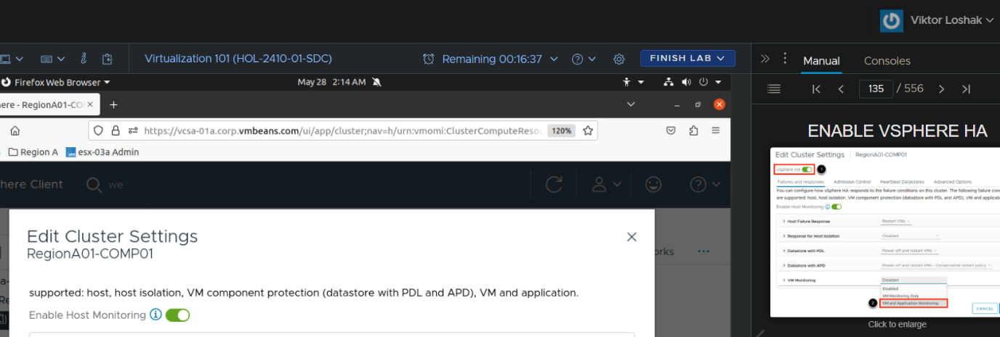 Viktor Loshak
Virtualization 101 (HOL-2410-01-SDC)
Remaining 00:16:37
FINISH LAB
Manual
Consoles
Firefox Web Browser
May 28 2:14 AM
135 / 556
ere - RegionA01-CO
https://vcsa-01a.corp.vmbeans.com/ui/app/cluster;nav=h/urn:vmomi:ClusterComputeResou
120%
Region A
esx-03a Admin
here Client
we
Edit Cluster Settings
RegionA01-COMP01
orks
supported: host, host isolation, VM component protection (datastore with PDL and APD), VM and application.
Enable Host Monitoring
ENABLE VSPHERE HA
Edit Cluster Settings
RegionA01-COMP01
vSphere HA
1
Failures and responses
Admission Control
Heartbeat Datastores
Advanced Options
You can configure how vSphere HA responds to the failure conditions on this cluster. The following failure con
are supported: host, host isolation, VM component protection (datastore with PDL and APD), VM and applicat
Enable Host Monitoring
Host Failure Response
Restart VMs
Response for Host Isolation
Disabled
Datastore with PDL
Power off and restart VMs
Datastore with APD
Power off and restart VMs - Conservative restart policy
VM Monitoring
Disabled
Disabled
VM Monitoring Only
2
VM and Application Monitoring
CANCEL
Click to enlarge